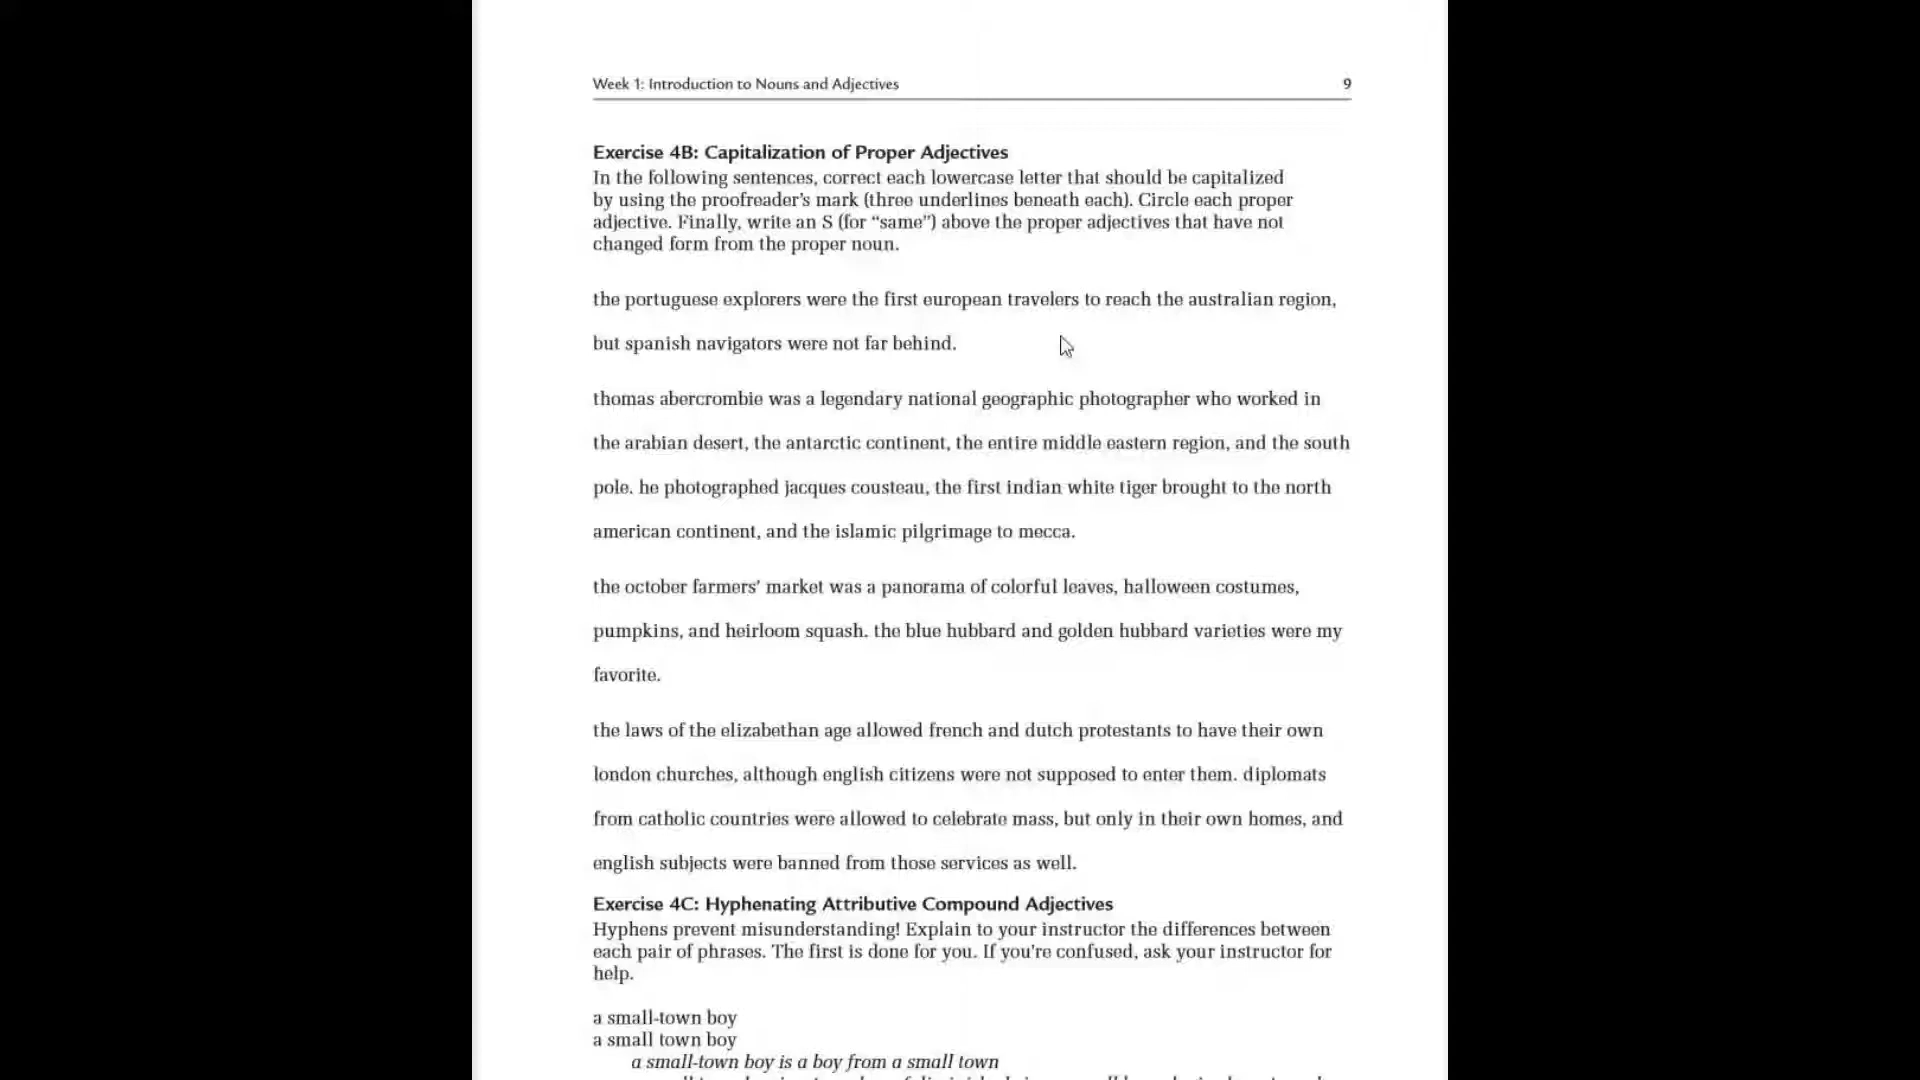 Week 1: Introduction to Nouns and Adjectives 9
Exercise 4B: Capitalization of Proper Adjectives
In the following sentences, correct each lowercase letter that should be capitalized
by using the proofreader's mark (three underlines beneath each). Circle each proper
adjective. Finally, write an S (for “same”) above the proper adjectives that have not
changed form from the proper noun.
the portuguese explorers were the first european travelers to reach the australian region,
but spanish navigators were not far behind.
thomas abercrombie was a legendary national geographic photographer who worked in
the arabian desert, the antarctic continent, the entire middle eastern region, and the south
pole. he photographed jacques cousteau, the first indian white tiger brought to the north
american continent, and the islamic pilgrimage to mecca.
the october farmers' market was a panorama of colorful leaves, halloween costumes,
pumpkins, and heirloom squash. the blue hubbard and golden hubbard varieties were my
favorite.
the laws of the elizabethan age allowed french and dutch protestants to have their own
london churches, although english citizens were not supposed to enter them. diplomats
from catholic countries were allowed to celebrate mass, but only in their own homes, and
english subjects were banned from those services as well.
Exercise 4C: Hyphenating Attributive Compound Adjectives
Hyphens prevent misunderstanding! Explain to your instructor the differences between
each pair of phrases. The first is done for you. If you're confused, ask your instructor for
help.
a small-town boy
a small town boy
a small-town boy is a boy from a small town